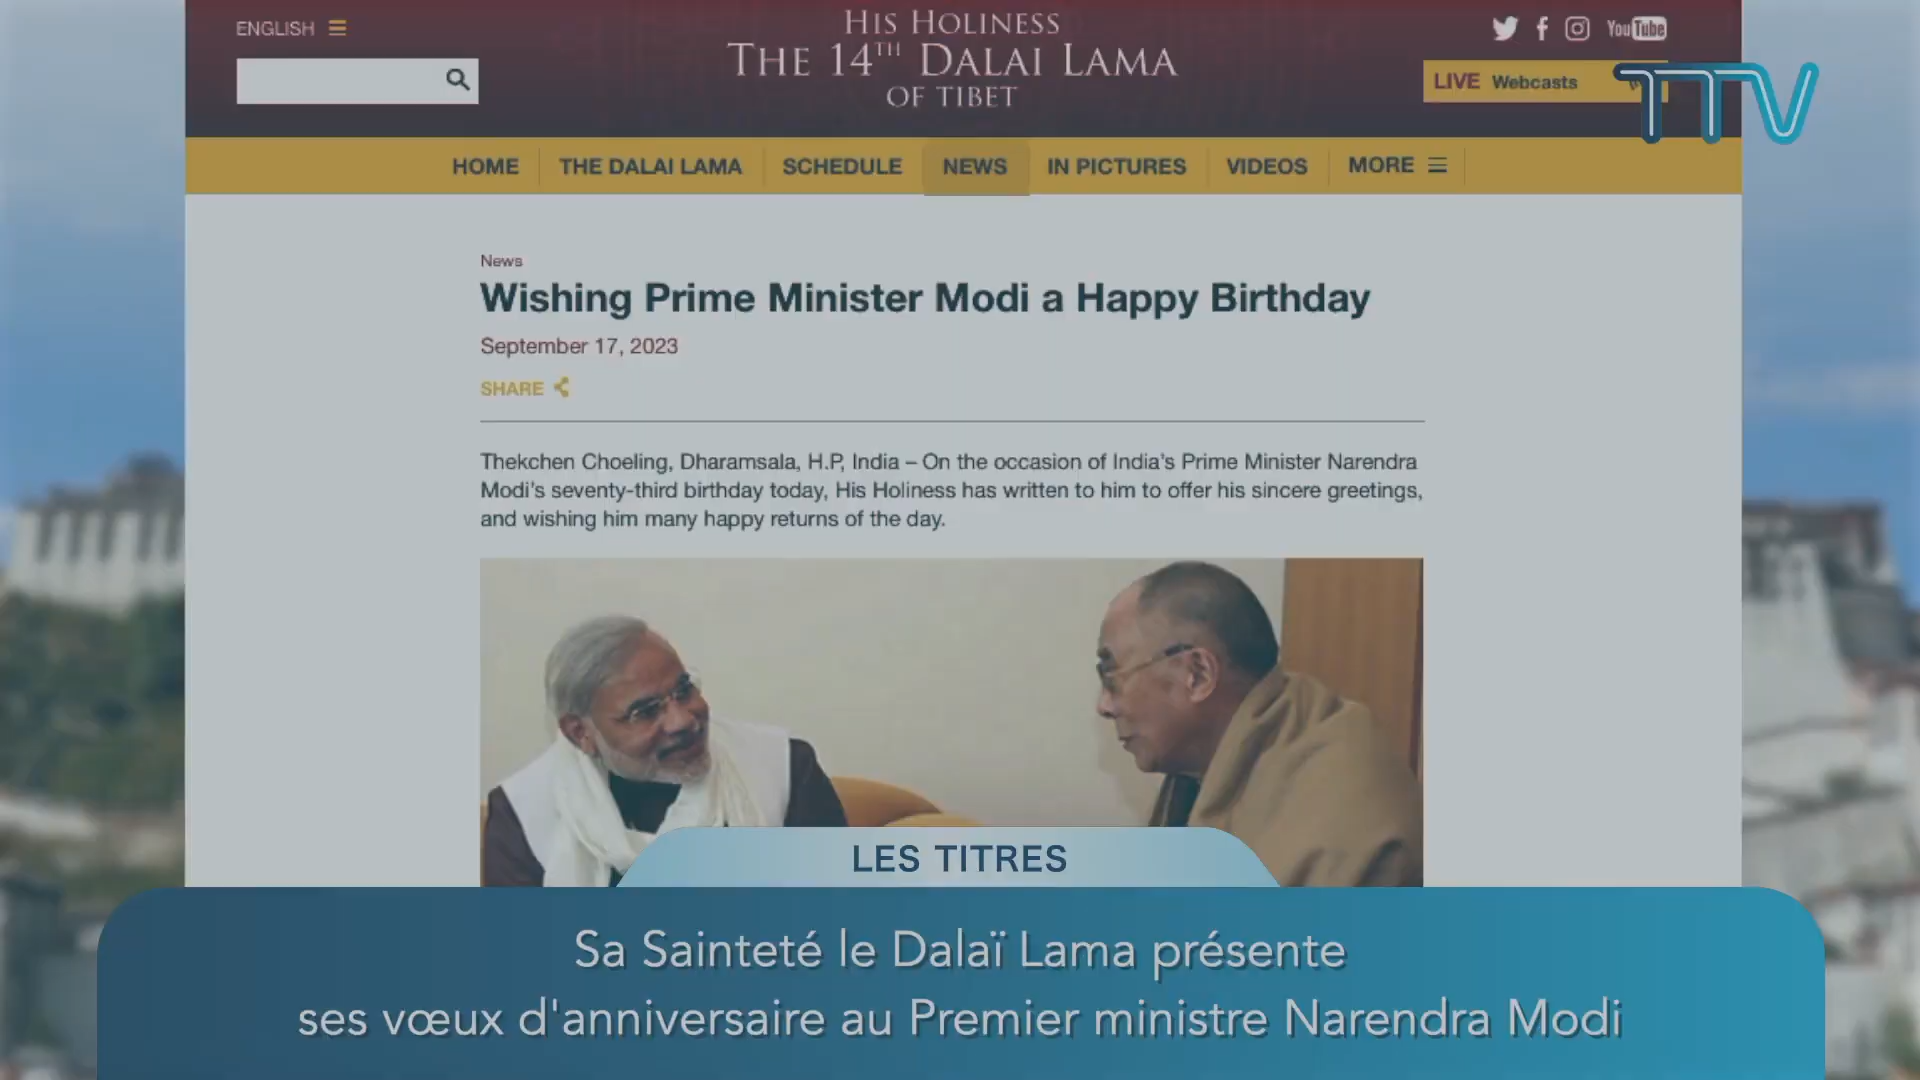 ENGLISH
HIS HOLINESS
THE 14TH DALAI LAMA
OF TIBET
YouTube
LIVE Webcasts
TTV
HOME THE DALAI LAMA SCHEDULE NEWS IN PICTURES VIDEOS MORE
News
Wishing Prime Minister Modi a Happy Birthday
September 17, 2023
SHARE
Thekchen Choeling, Dharamsala, H.P, India – On the occasion of India's Prime Minister Narendra
Modi's seventy-third birthday today, His Holiness has written to him to offer his sincere greetings,
and wishing him many happy returns of the day.
LES TITRES
Sa Sainteté le Dalaï Lama présente
ses vœux d'anniversaire au Premier ministre Narendra Modi